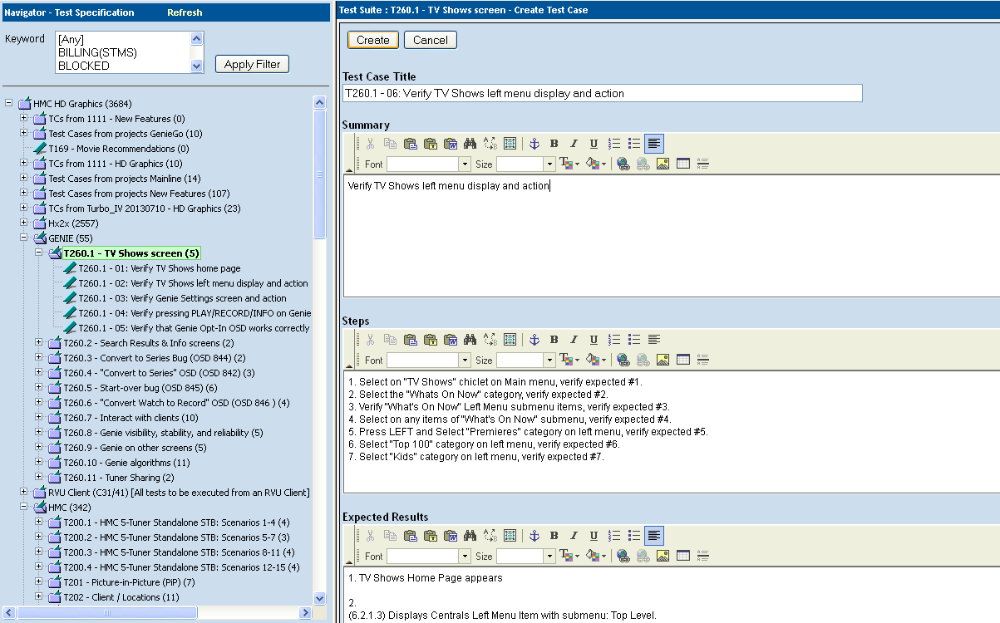 Navigator - Test Specification Refresh
Keyword
[Any]
BILLING(STMS)
BLOCKED
Apply Filter
HMC HD Graphics (3684)
TCs from 1111 - New Features (0)
Test Cases from projects GenieGo (10)
T169 - Movie Recommendations (0)
TCs from 1111 - HD Graphics (10)
Test Cases from projects Mainline (14)
Test Cases from projects New Features (107)
TCs from Turbo_IV 20130710 - HD Graphics (23)
Hx2x (2557)
GENIE (55)
T260.1 - TV Shows screen (5)
T260.1 - 01: Verify TV Shows home page
T260.1 - 02: Verify TV Shows left menu display and action
T260.1 - 03: Verify Genie Settings screen and action
T260.1 - 04: Verify pressing PLAY/RECORD/INFO on Genie
T260.1 - 05: Verify that Genie Opt-In OSD works correctly
T260.2 - Search Results & Info screens (2)
T260.3 - Convert to Series Bug (OSD 844) (2)
T260.4 - "Convert to Series" OSD (OSD 842) (3)
T260.5 - Start-over bug (OSD 845) (6)
T260.6 - "Convert Watch to Record" OSD (OSD 846 ) (4)
T260.7 - Interact with clients (10)
T260.8 - Genie visibility, stability, and reliability (5)
T260.9 - Genie on other screens (5)
T260.10 - Genie algorithms (11)
T260.11 - Tuner Sharing (2)
RVU Client (C31/41) [All tests to be executed from an RVU Client]
HMC (342)
T200.1 - HMC 5-Tuner Standalone STB: Scenarios 1-4 (4)
T200.2 - HMC 5-Tuner Standalone STB: Scenarios 5-7 (3)
T200.3 - HMC 5-Tuner Standalone STB: Scenarios 8-11 (4)
T200.4 - HMC 5-Tuner Standalone STB: Scenarios 12-15 (4)
T201 - Picture-in-Picture (PiP) (7)
T202 - Client / Locations (11)
Test Suite : T260.1 - TV Shows screen - Create Test Case
Create Cancel
Test Case Title
T260.1 - 06: Verify TV Shows left menu display and action
Summary
B I U
Font Size
Verify TV Shows left menu display and action
Steps
B I U
Font Size
1. Select on "TV Shows" chiclet on Main menu, verify expected #1.
2. Select the "Whats On Now" category, verify expected #2.
3. Verify "What's On Now" Left Menu submenu items, verify expected #3.
4. Select on any items of "What's On Now" submenu, verify expected #4.
5. Press LEFT and Select "Premieres" category on left menu, verify expected #5.
6. Select "Top 100" category on left menu, verify expected #6.
7. Select "Kids" category on left menu, verify expected #7.
Expected Results
B I U
Font Size
1. TV Shows Home Page appears
2.
(6.2.1.3) Displays Centrals Left Menu Item with submenu: Top Level.